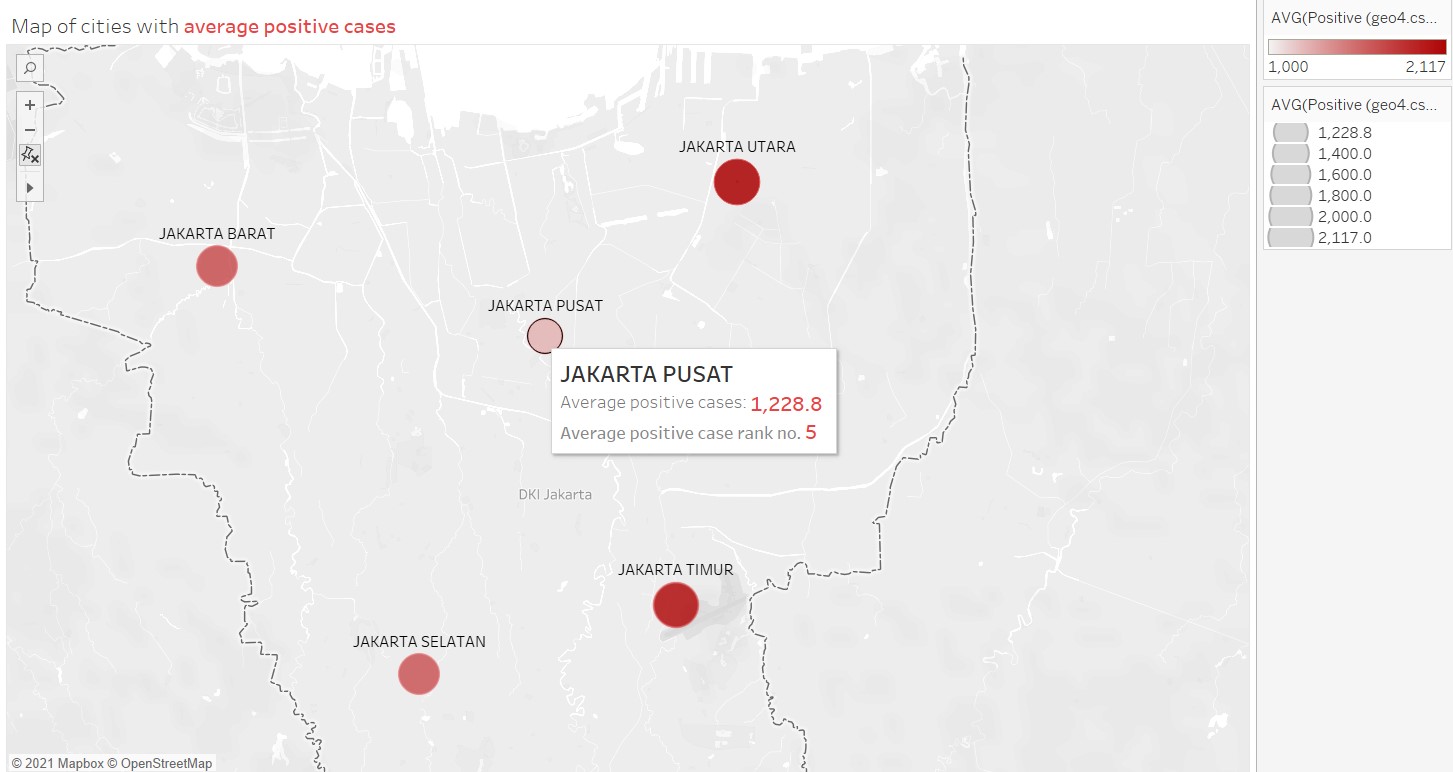 Map of cities with average positive cases
JAKARTA UTARA
JAKARTA BARAT
JAKARTA PUSAT
JAKARTA PUSAT
Average positive cases: 1,228.8
Average positive case rank no. 5
DKI Jakarta
JAKARTA TIMUR
JAKARTA SELATAN
© 2021 Mapbox © OpenStreetMap
AVG(Positive (geo4.cs...
1,000 2,117
AVG(Positive (geo4.cs...
1,228.8
1,400.0
1,600.0
1,800.0
2,000.0
2,117.0